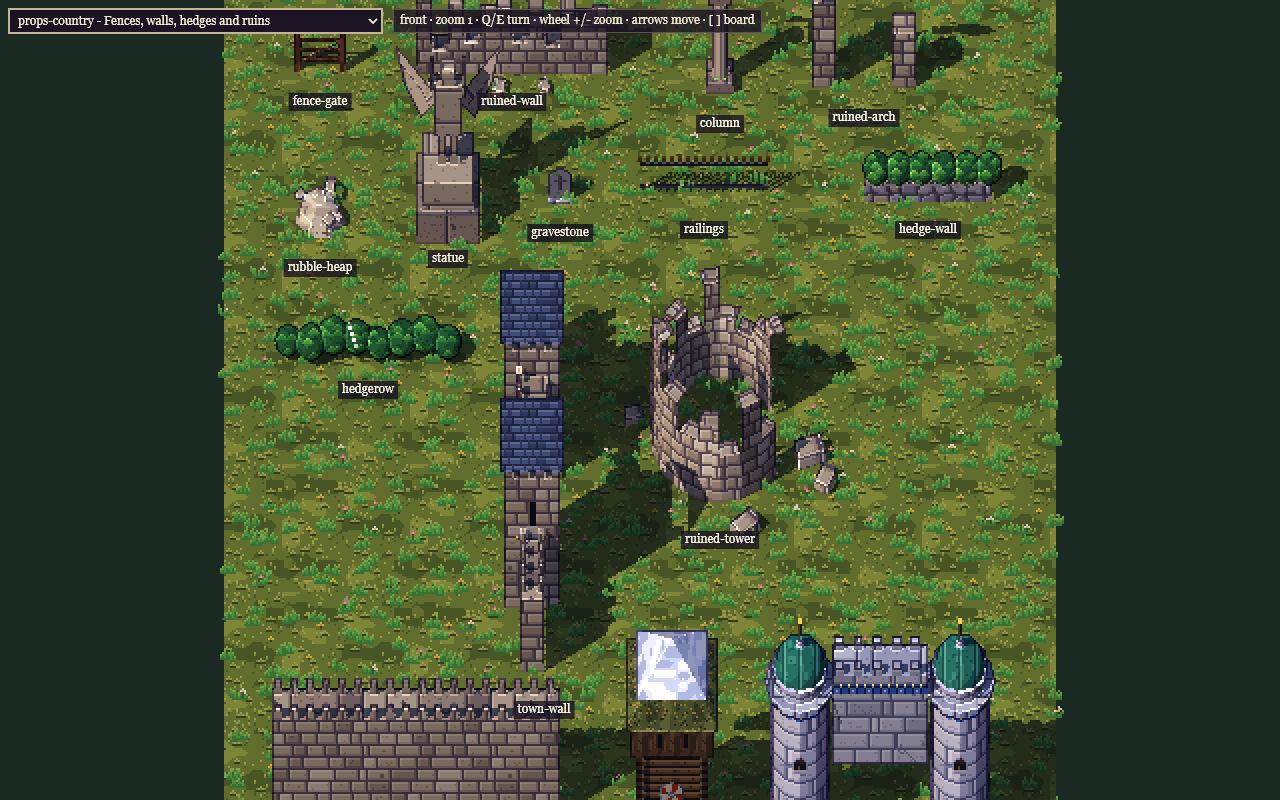 props-country - Fences, walls, hedges and ruins
front · zoom 1 · Q/E turn · wheel +/- zoom · arrows move · [ ] board
fence-gate
ruined-wall
column
ruined-arch
rubble-heap
statue
gravestone
railings
hedge-wall
hedgerow
ruined-tower
town-wall